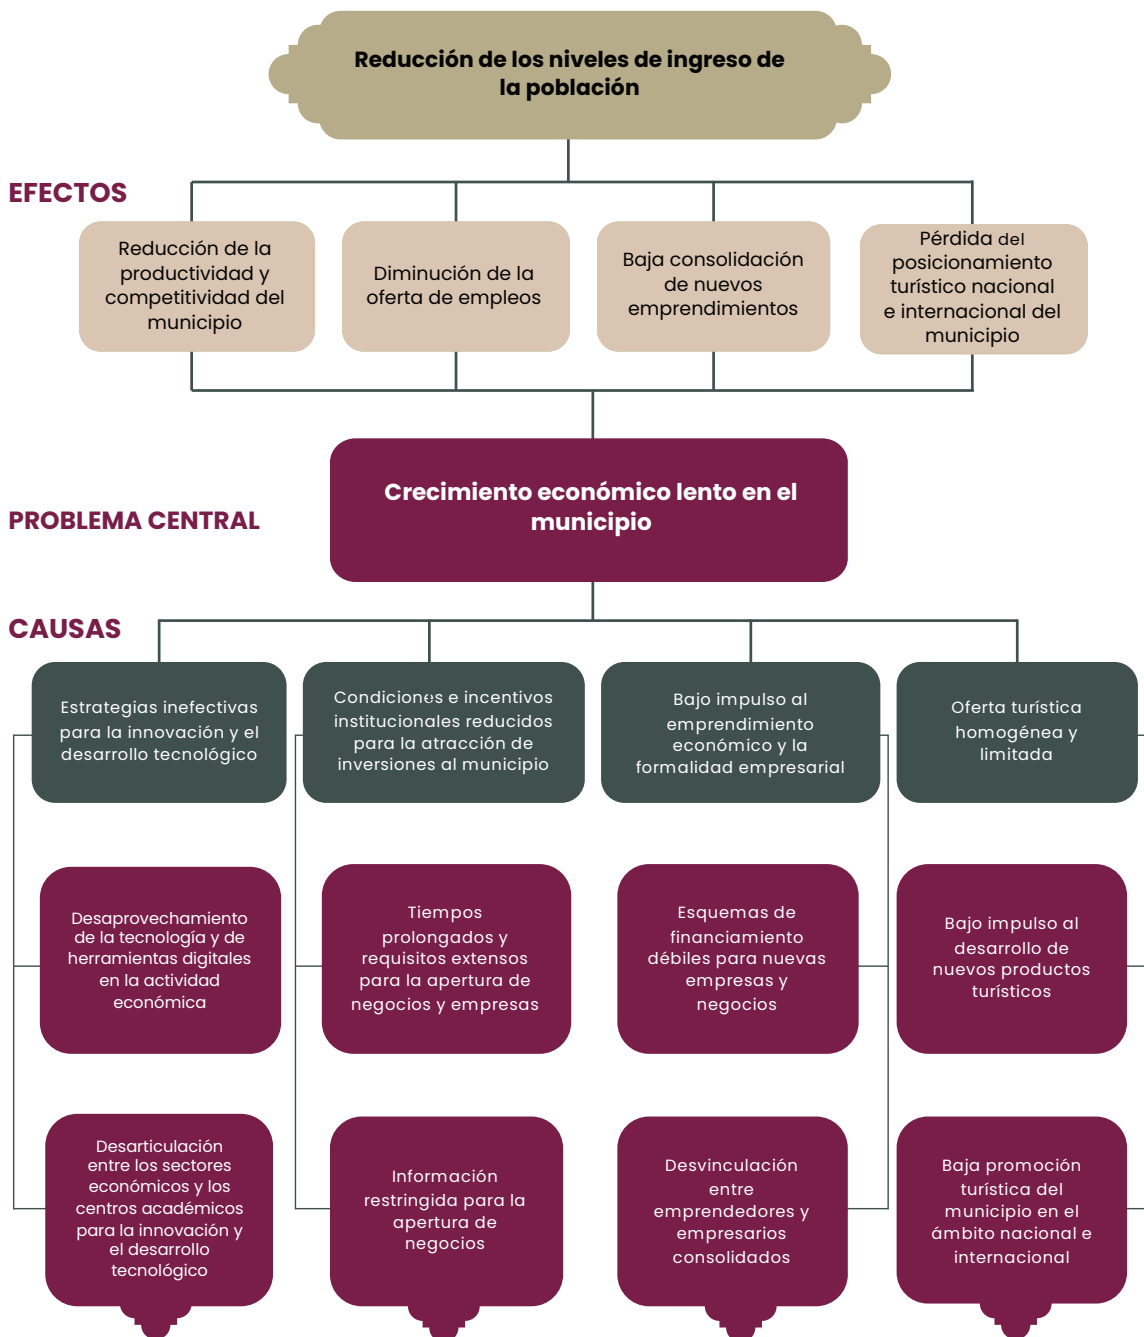 Reducción de los niveles de ingreso de
la población
EFECTOS
Reducción de la
productividad y
competitividad del
municipio
Diminución de la
oferta de empleos
Baja consolidación
de nuevos
emprendimientos
Pérdida del
posicionamiento
turístico nacional
e internacional del
municipio
PROBLEMA CENTRAL
Crecimiento económico lento en el
municipio
CAUSAS
Estrategias inefectivas
para la innovación y el
desarrollo tecnológico
Condiciones e incentivos
institucionales reducidos
para la atracción de
inversiones al municipio
Bajo impulso al
emprendimiento
económico y la
formalidad empresarial
Oferta turística
homogénea y
limitada
Desaprovechamiento
de la tecnología y de
herramientas digitales
en la actividad
económica
Tiempos
prolongados y
requisitos extensos
para la apertura de
negocios y empresas
Esquemas de
financiamiento
débiles para nuevas
empresas y
negocios
Bajo impulso al
desarrollo de
nuevos productos
turísticos
Desarticulación
entre los sectores
económicos y los
centros académicos
para la innovación y
el desarrollo
tecnológico
Información
restringida para la
apertura de
negocios
Desvinculación
entre
emprendedores y
empresarios
consolidados
Baja promoción
turística del
municipio en el
ámbito nacional e
internacional